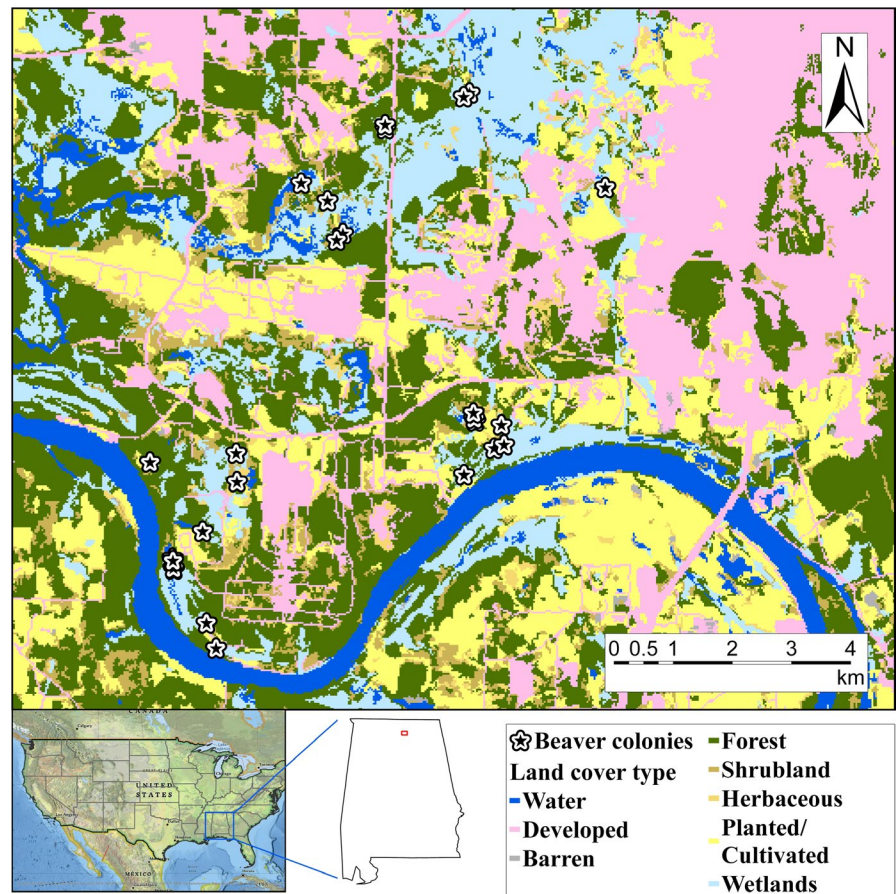 N
0 0.5 1 2 3 4
km
CANADA
UNITED
STATES
MEXICO
Chicago
Beaver colonies
Land cover type
Water
Developed
Barren
Forest
Shrubland
Herbaceous
Planted/
Cultivated
Wetlands